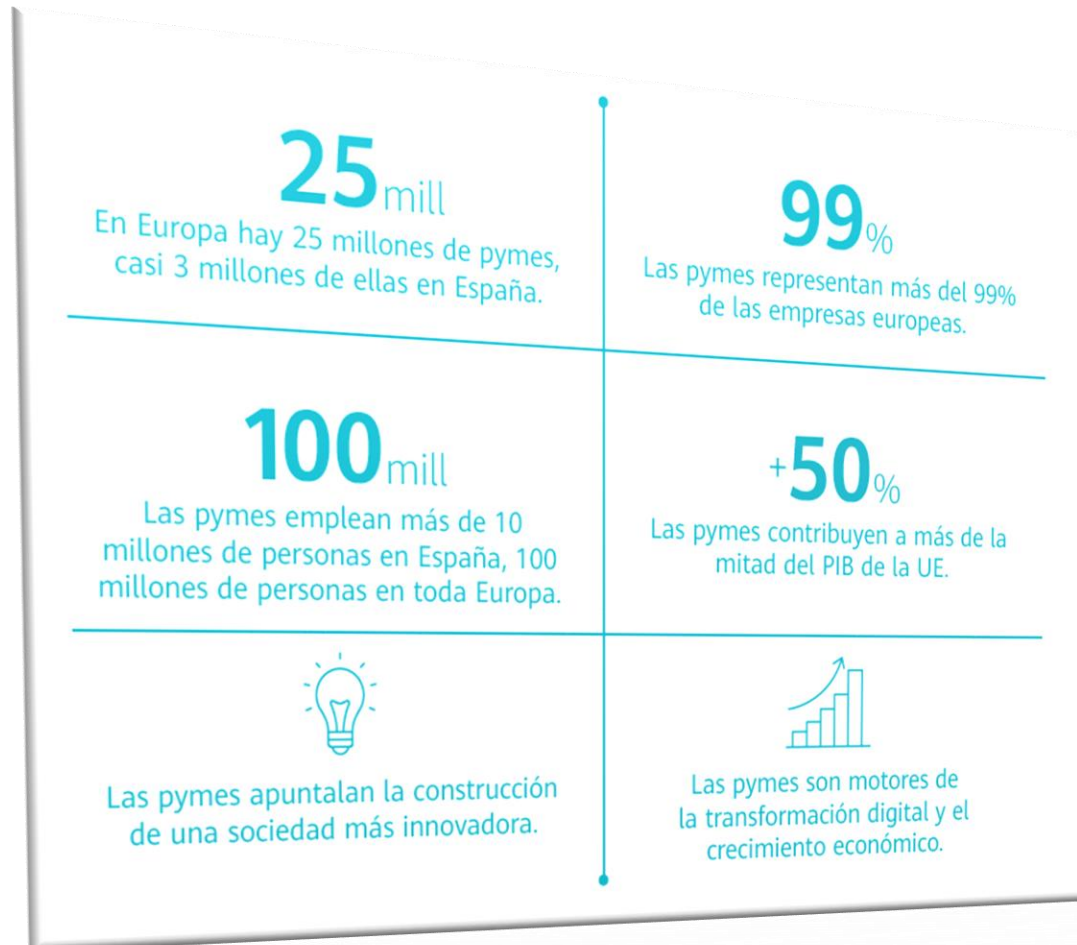 25 mill
En Europa hay 25 millones de pymes,
casi 3 millones de ellas en España.
99%
Las pymes representan más del 99%
de las empresas europeas.
100 mill
Las pymes emplean más de 10
millones de personas en España, 100
millones de personas en toda Europa.
+50%
Las pymes contribuyen a más de la
mitad del PIB de la UE.
Las pymes apuntalan la construcción
de una sociedad más innovadora.
Las pymes son motores de
la transformación digital y el
crecimiento económico.